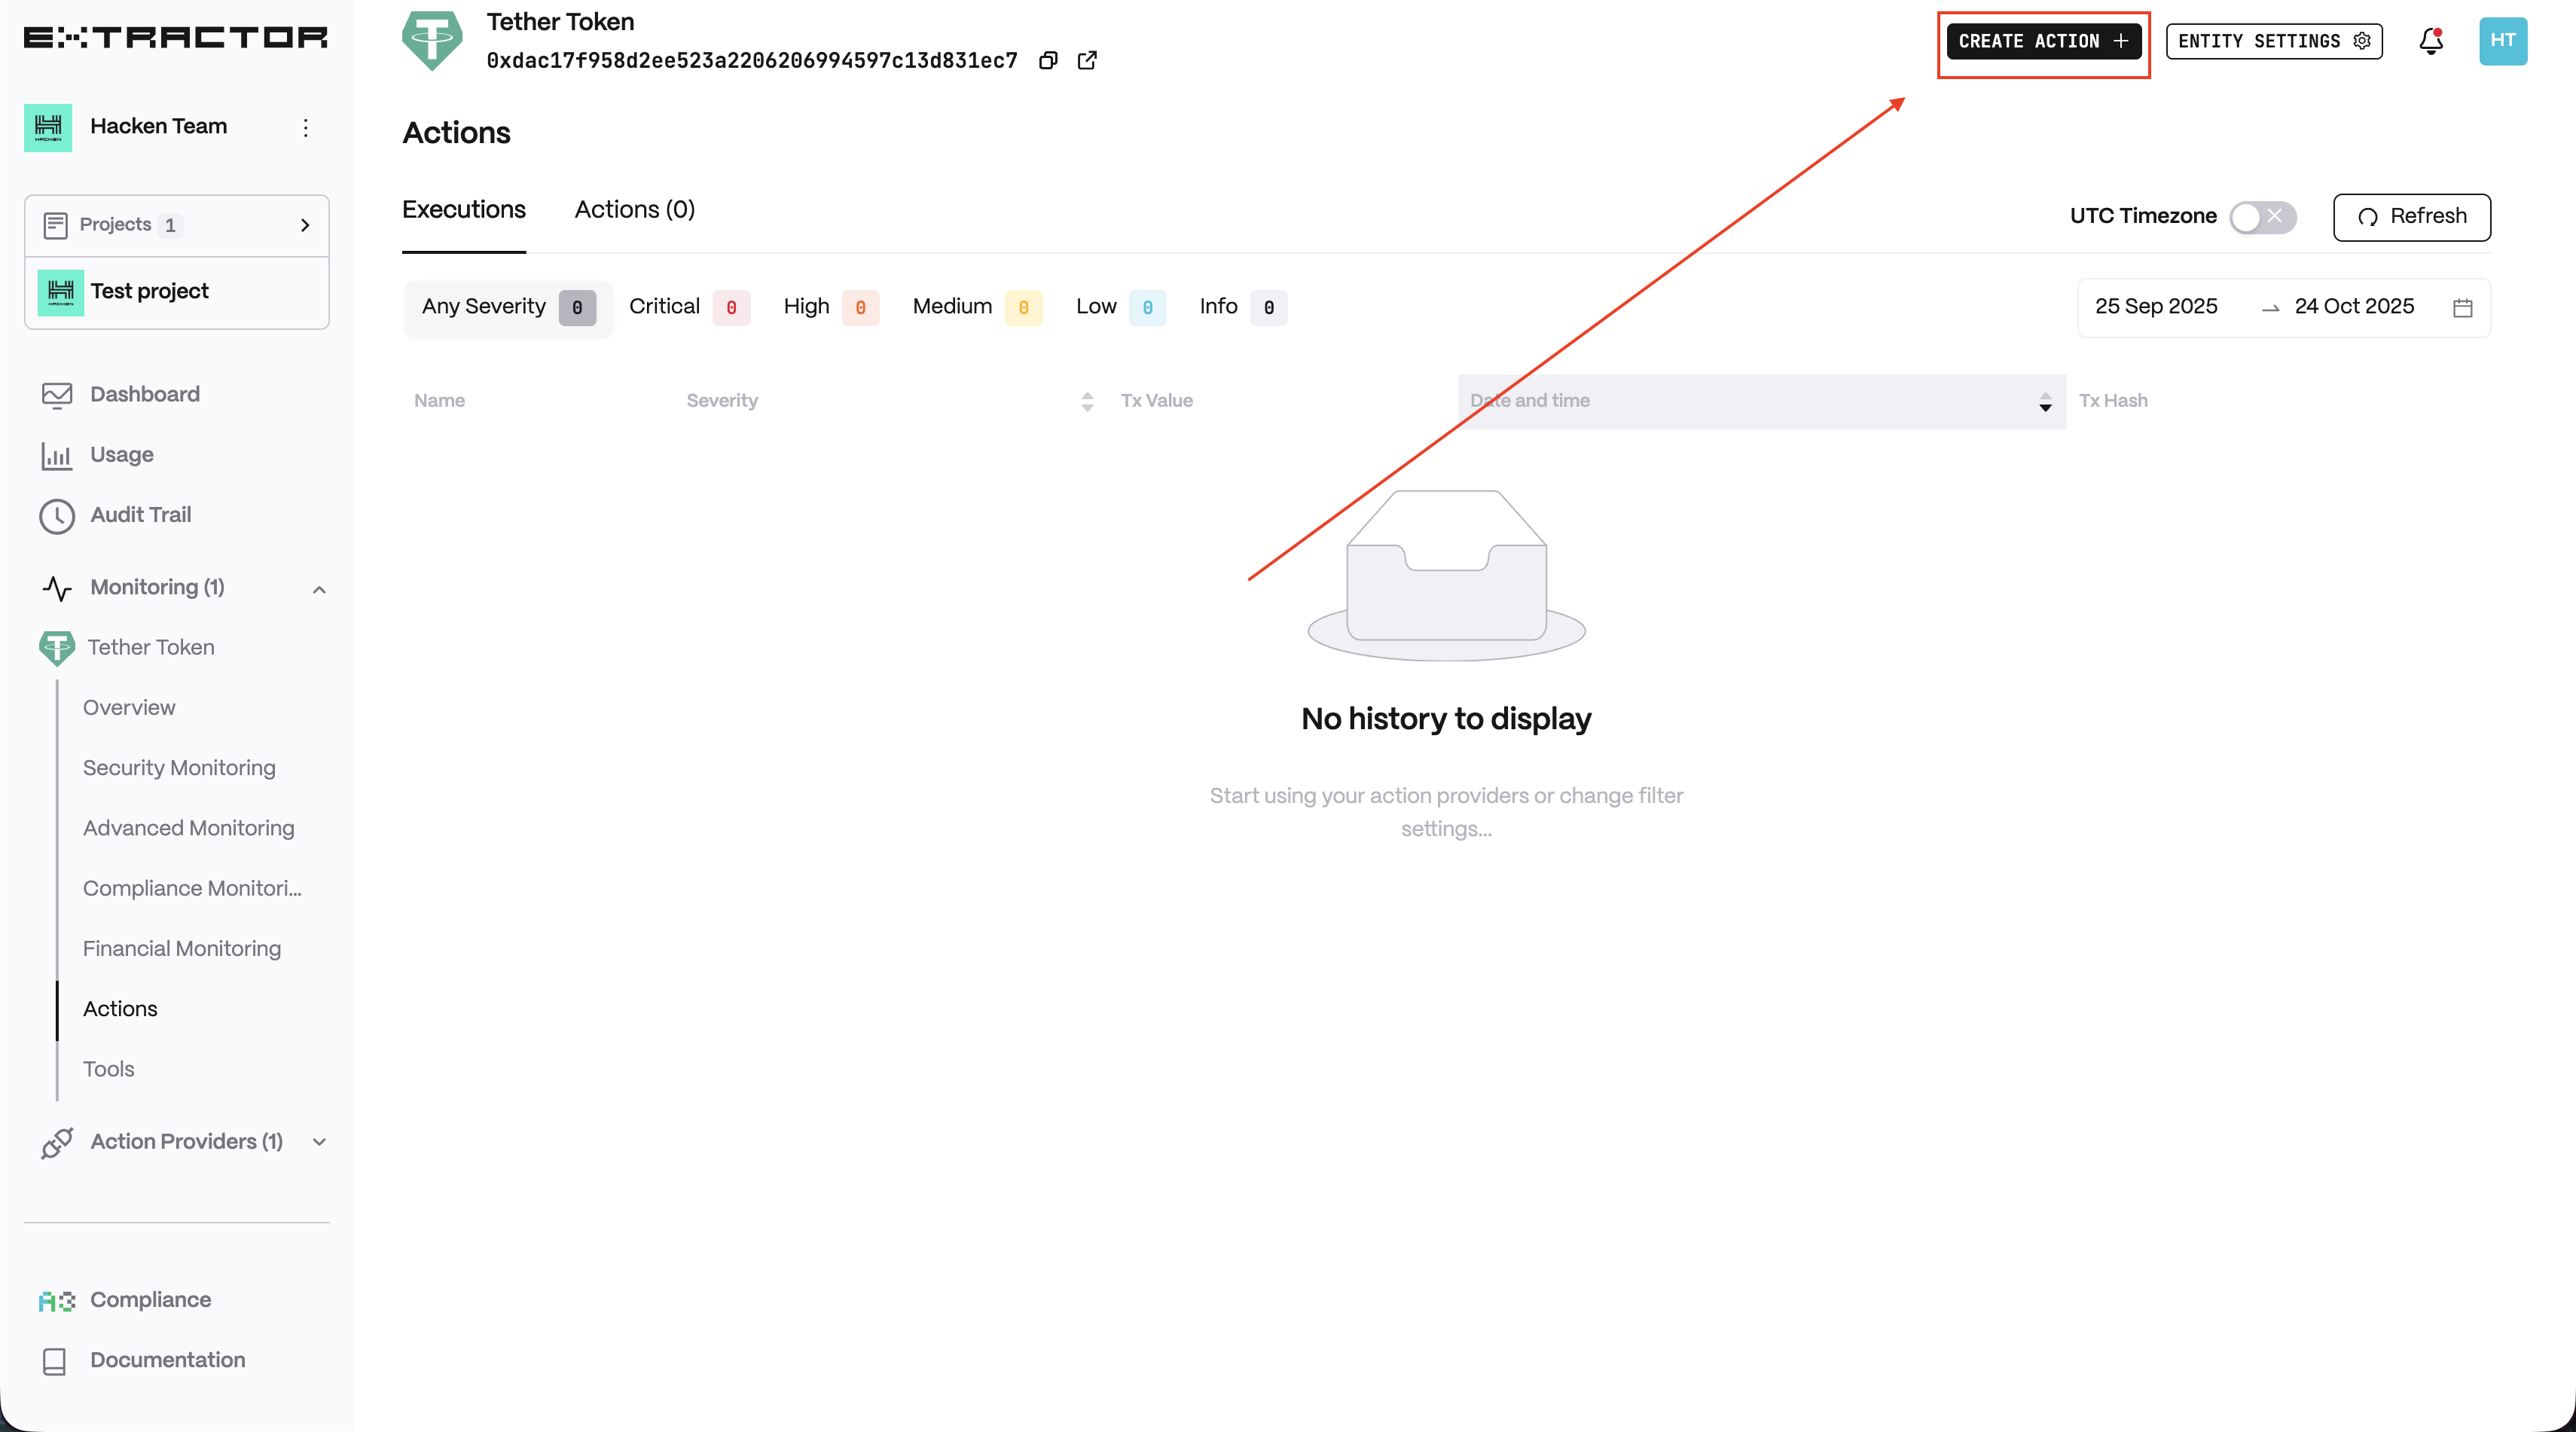 EXTRACTOR
Hacken Team
Projects 1
Test project
Dashboard
Usage
Audit Trail
Monitoring (1)
Tether Token
Overview
Security Monitoring
Advanced Monitoring
Compliance Monitori...
Financial Monitoring
Actions
Tools
Action Providers (1)
Compliance
Documentation
Tether Token
0xdac17f958d2ee523a2206206994597c13d831ec7
CREATE ACTION +
ENTITY SETTINGS
HT
Actions
Executions Actions (0)
UTC Timezone Refresh
Any Severity 0 Critical 0 High 0 Medium 0 Low 0 Info 0
25 Sep 2025 → 24 Oct 2025
Name Severity Tx Value Date and time Tx Hash
No history to display
Start using your action providers or change filter
settings...